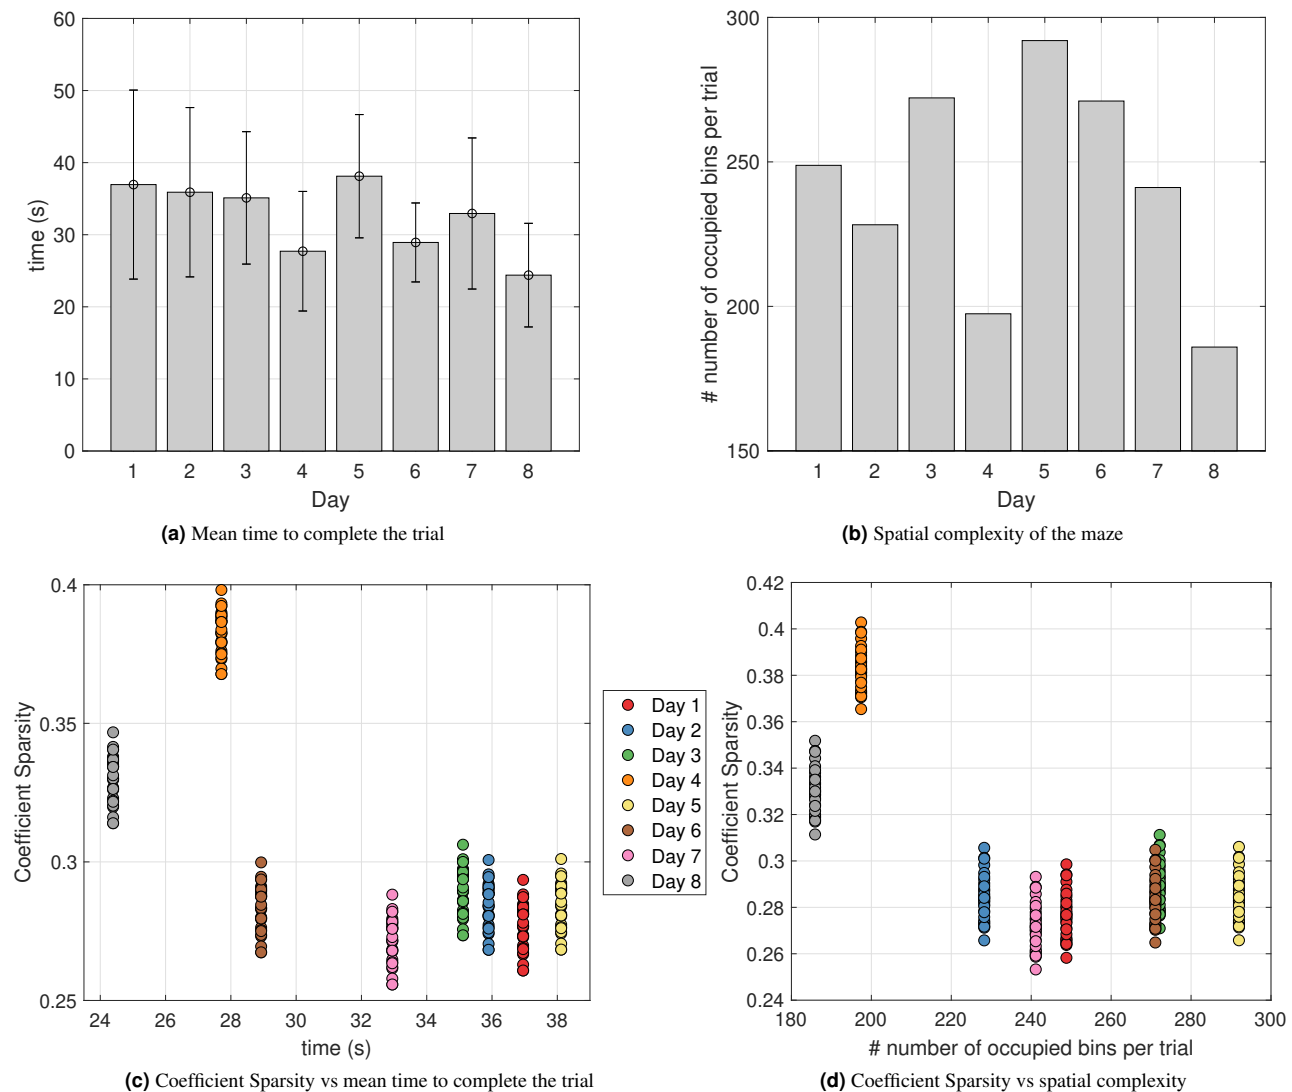 60
50
40
30
20
10
0
time (s)
1 2 3 4 5 6 7 8
Day
(a) Mean time to complete the trial
300
250
200
150
# number of occupied bins per trial
1 2 3 4 5 6 7 8
Day
(b) Spatial complexity of the maze
0.4
0.35
0.3
0.25
Coefficient Sparsity
24 26 28 30 32 34 36 38
time (s)
(c) Coefficient Sparsity vs mean time to complete the trial
Day 1
Day 2
Day 3
Day 4
Day 5
Day 6
Day 7
Day 8
0.42
0.4
0.38
0.36
0.34
0.32
0.3
0.28
0.26
0.24
Coefficient Sparsity
180 200 220 240 260 280 300
# number of occupied bins per trial
(d) Coefficient Sparsity vs spatial complexity